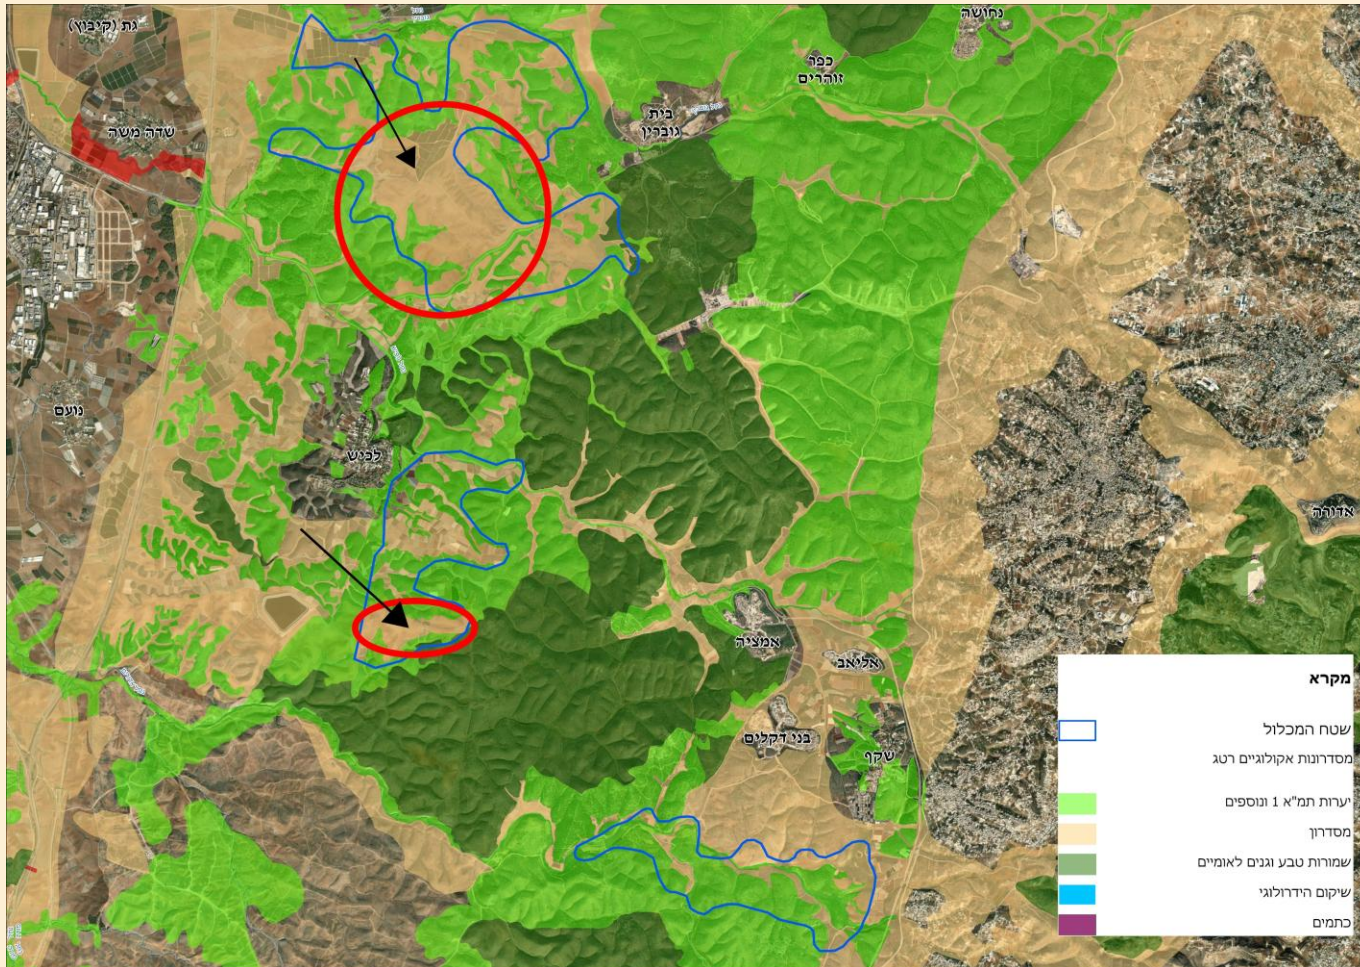 גת (קיבוץ)
נחושה
כפר
זוהרים
בית
גוברין
שדה משה
נועם
לכיש
אדורה
אמציה
אליאב
בני דקלים
שקף
מקרא
שטח המכלול
מסדרונות אקולוגיים רטג
יערות תמ"א 1 ונוספים
מסדרון
שמורות טבע וגנים לאומיים
שיקום הידרולוגי
כתמים